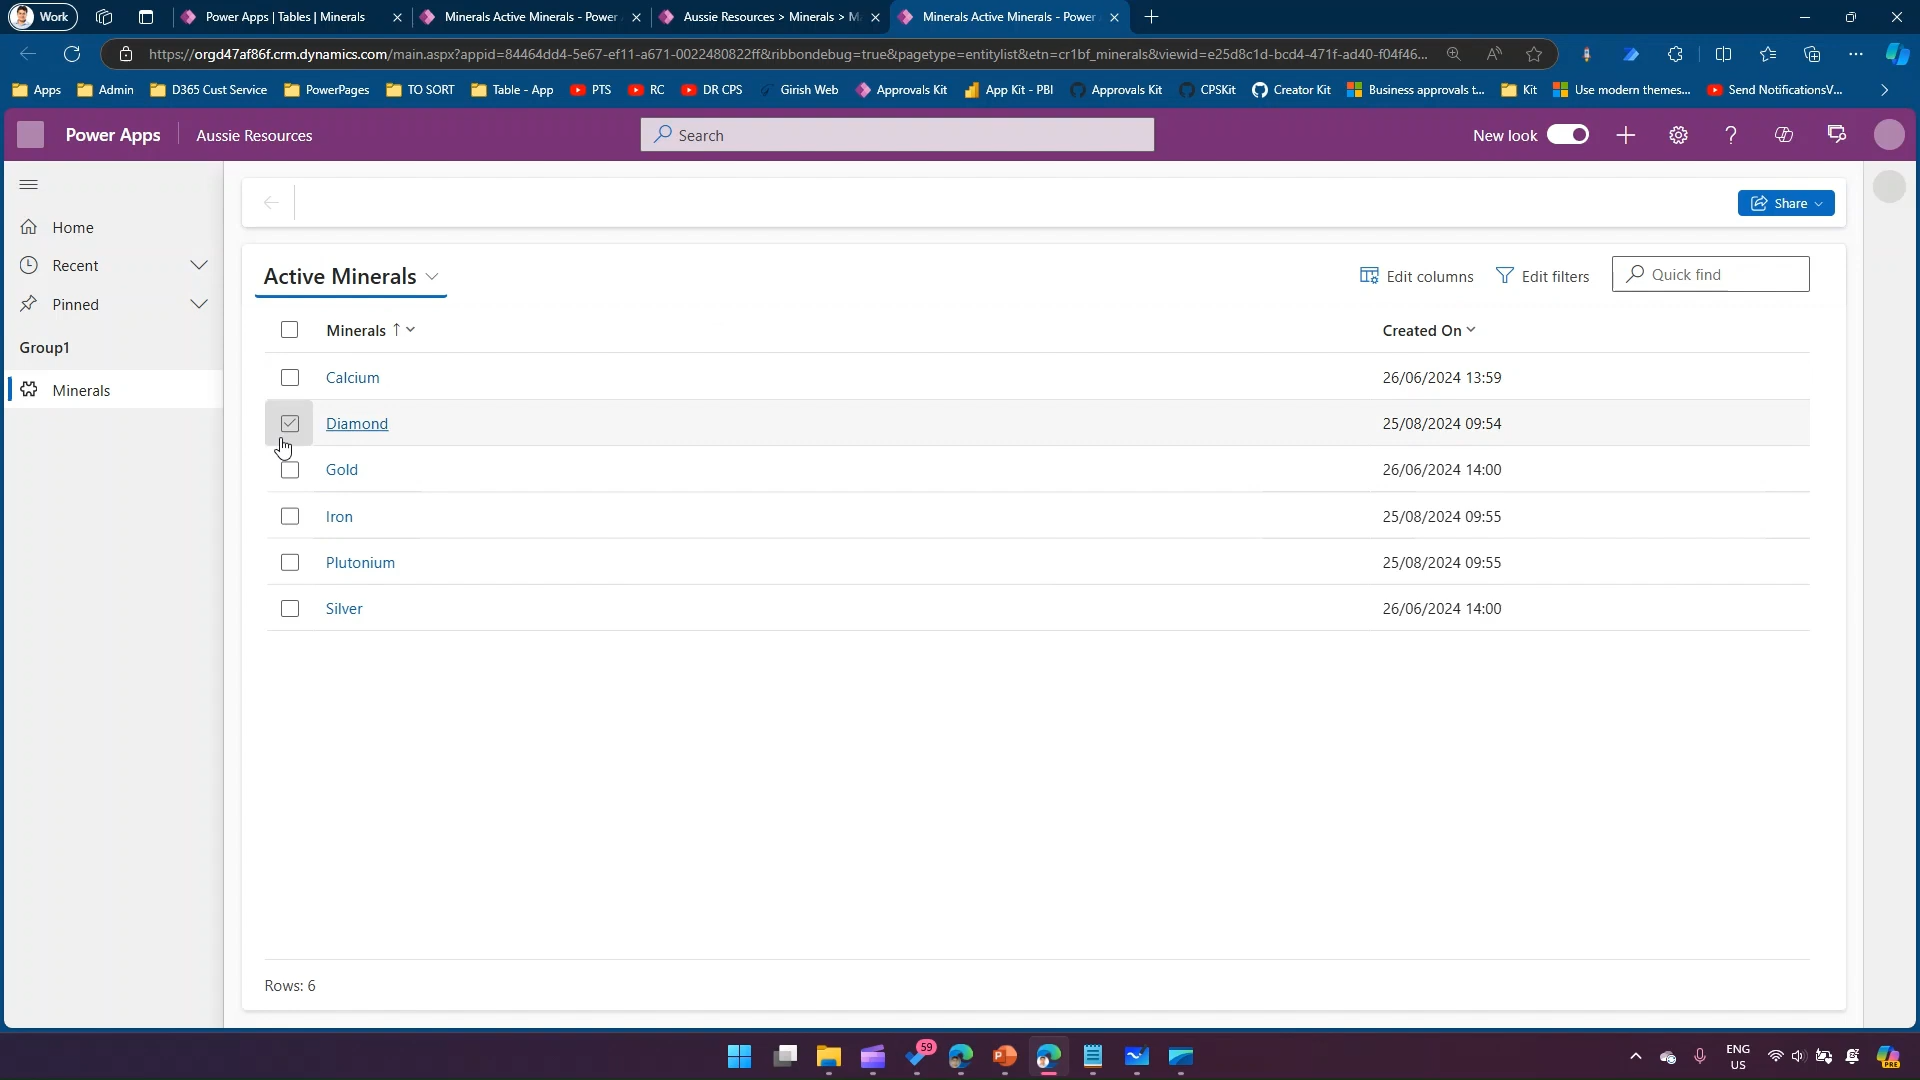 Work
Power Apps | Tables | Minerals
Minerals Active Minerals - Power
Aussie Resources > Minerals > M
Minerals Active Minerals - Power
https://orgd47af86f.crm.dynamics.com/main.aspx?appid=84464dd4-5e67-ef11-a671-0022480822ff&ribbondebug=true&pagetype=entitylist&etn=cr1bf_minerals&viewid=e25d8c1d-bcd4-471f-ad40-f04f46...
Apps
Admin
D365 Cust Service
PowerPages
TO SORT
Table - App
PTS
RC
DR CPS
Girish Web
Approvals Kit
App Kit - PBI
Approvals Kit
CPSKit
Creator Kit
Business approvals t...
Kit
Use modern themes...
Send NotificationsV...
Power Apps
Aussie Resources
Search
New look
Share
Home
Recent
Pinned
Group1
Minerals
Active Minerals
Edit columns
Edit filters
Quick find
Minerals
Created On
Calcium
26/06/2024 13:59
Diamond
25/08/2024 09:54
Gold
26/06/2024 14:00
Iron
25/08/2024 09:55
Plutonium
25/08/2024 09:55
Silver
26/06/2024 14:00
Rows: 6
59
ENG
US
PRE